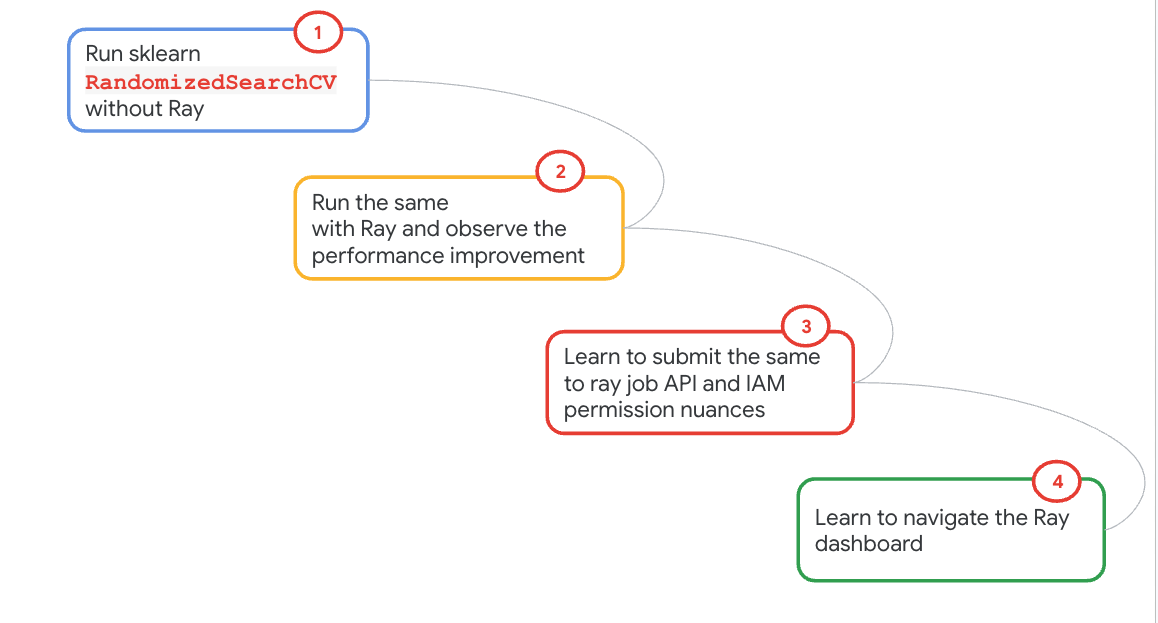 1
Run sklearn
RandomizedSearchCV
without Ray
2
Run the same
with Ray and observe the
performance improvement
3
Learn to submit the same
to ray job API and IAM
permission nuances
4
Learn to navigate the Ray
dashboard